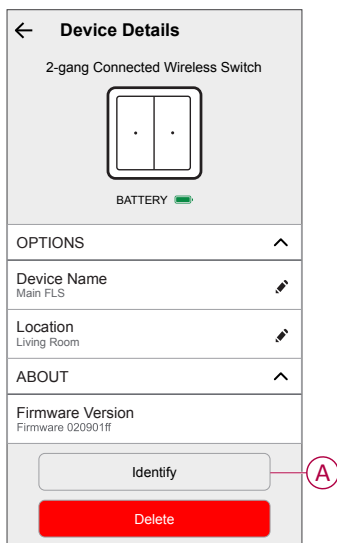 Device Details
2-gang Connected Wireless Switch
BATTERY
OPTIONS
Device Name
Main FLS
Location
Living Room
ABOUT
Firmware Version
Firmware 020901ff
Identify
A
Delete